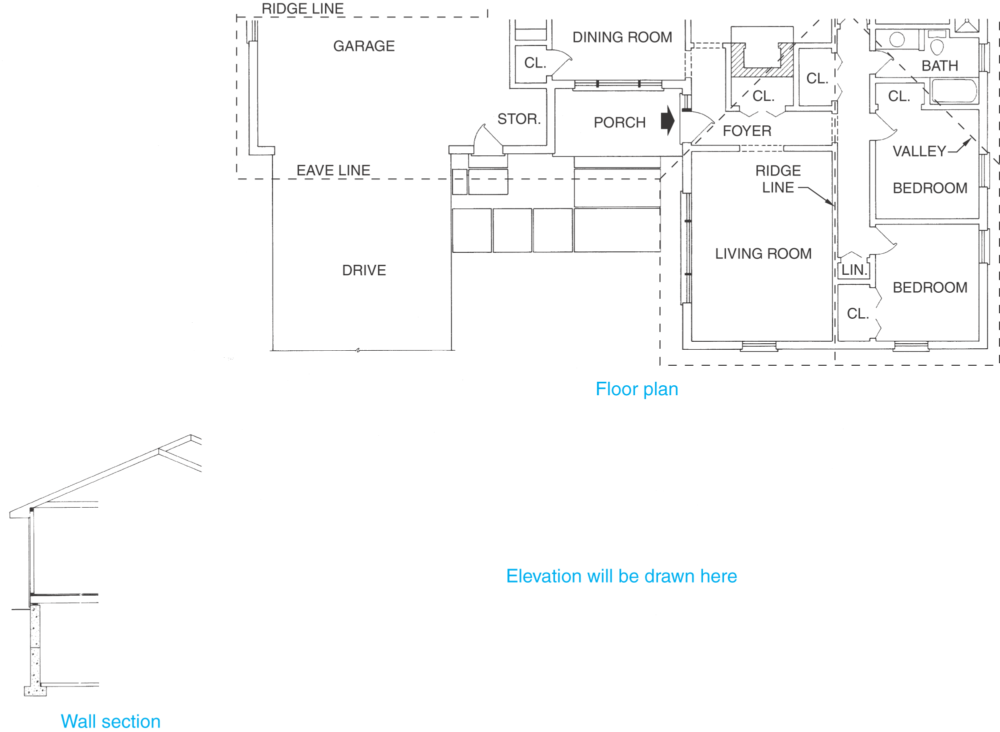 RIDGE LINE
GARAGE
DINING ROOM
CL.
CL.
BATH
CL.
CL.
STOR.
PORCH
FOYER
VALLEY
EAVE LINE
RIDGE
LINE
BEDROOM
LIVING ROOM
DRIVE
LIN.
BEDROOM
CL.
Floor plan
Elevation will be drawn here
Wall section